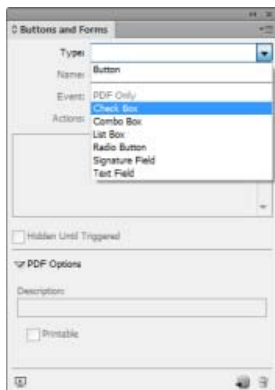 Buttons and Forms
Type:
Name:
Button
Event:
PDF Only
Check Box
Actions:
Combo Box
List Box
Radio Button
Signature Field
Text Field
Hidden Until Triggered
PDF Options
Description:
Printable